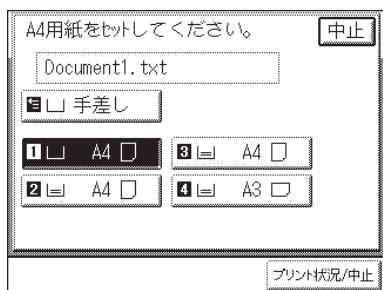 A4用紙をセットしてください。 中止
Document1.txt
手差し
1 A4 3 A4
2 A4 4 A3
プリント状況/中止